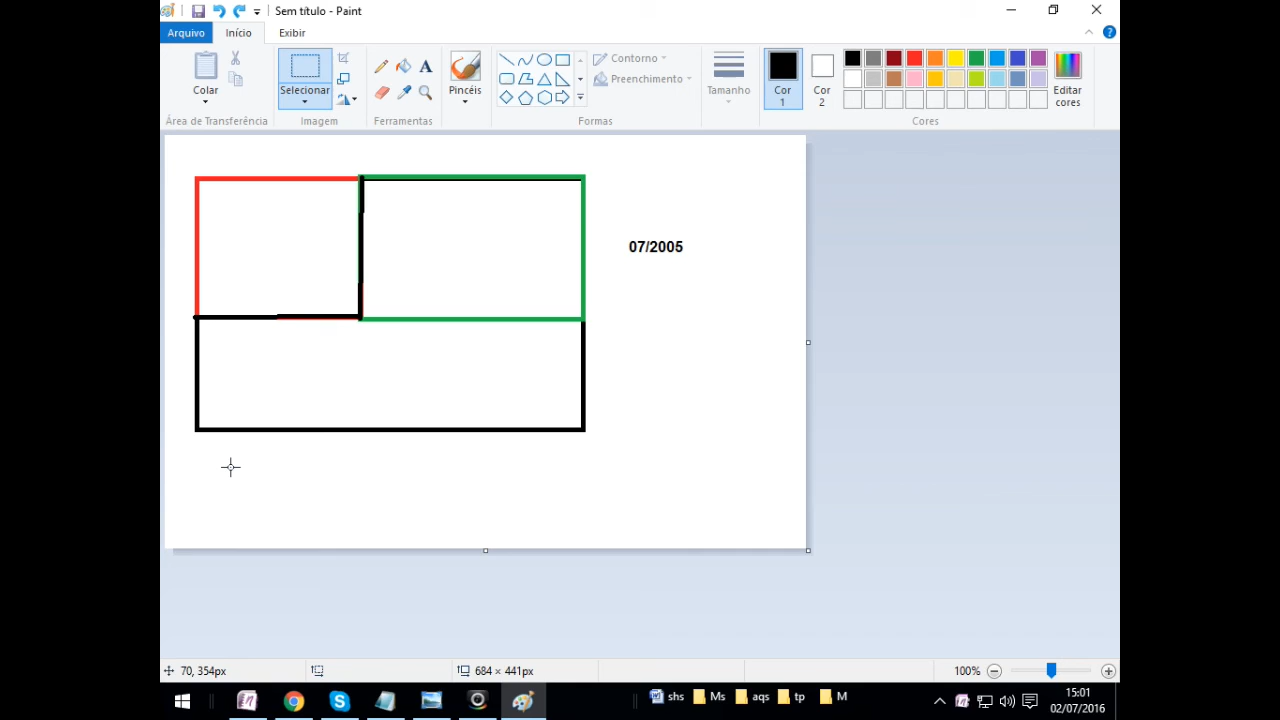 Sem título - Paint
Arquivo Início Exibir
Colar
Selecionar
A
Pincéis
Contorno
Preenchimento
Tamanho
Cor 1
Cor 2
Editar cores
Área de Transferência Imagem Ferramentas Formas Cores
07/2005
70, 354px 684 × 441px 100%
shs Ms aqs tp M
15:01
02/07/2016